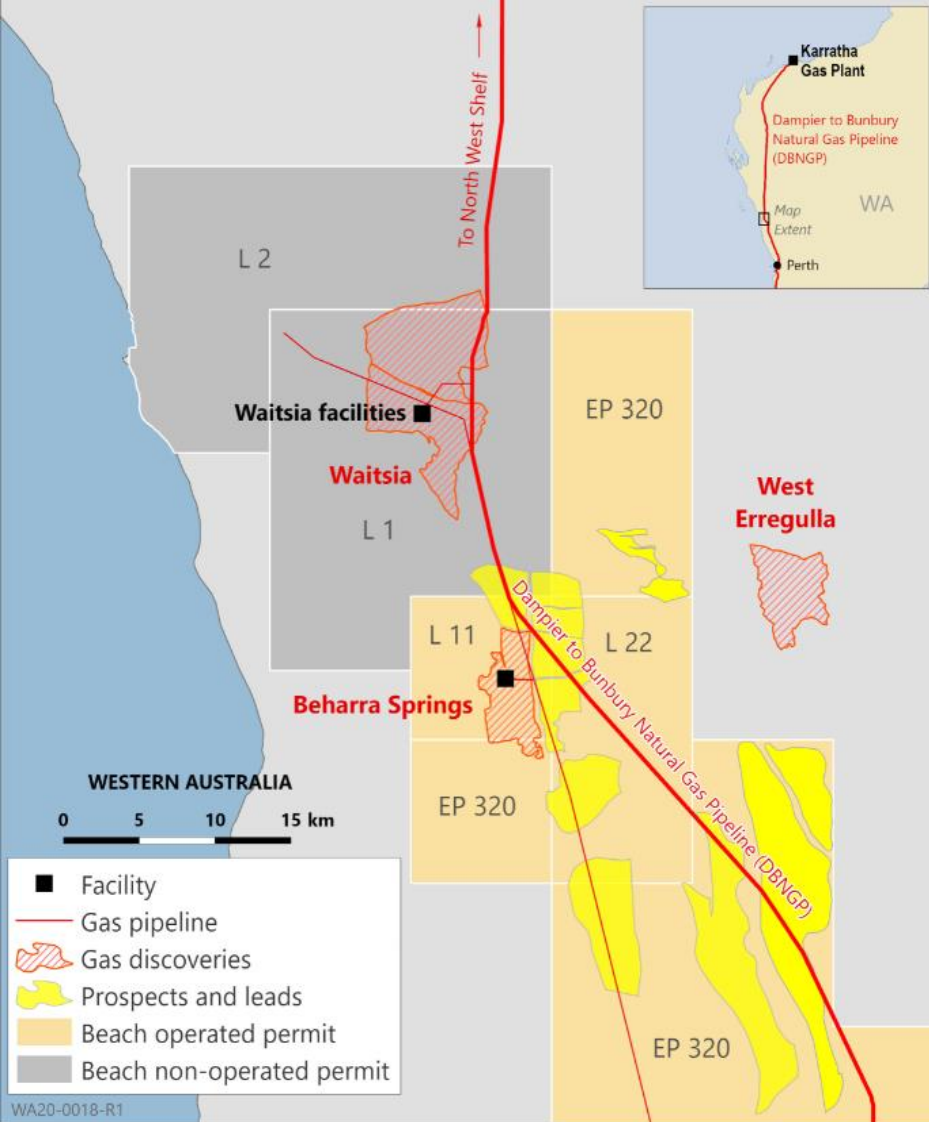 To North West Shelf
Karratha
Gas Plant
Dampier to Bunbury
Natural Gas Pipeline
(DBNGP)
WA
Map
Extent
Perth
L 2
EP 320
Waitsia facilities
Waitsia
West
Erregulla
L 1
L 11
L 22
Dampier to Bunbury Natural Gas Pipeline (DBNGP)
Beharra Springs
WESTERN AUSTRALIA
0 5 10 15 km
EP 320
Facility
Gas pipeline
Gas discoveries
Prospects and leads
Beach operated permit
Beach non-operated permit
EP 320
WA20-0018-R1